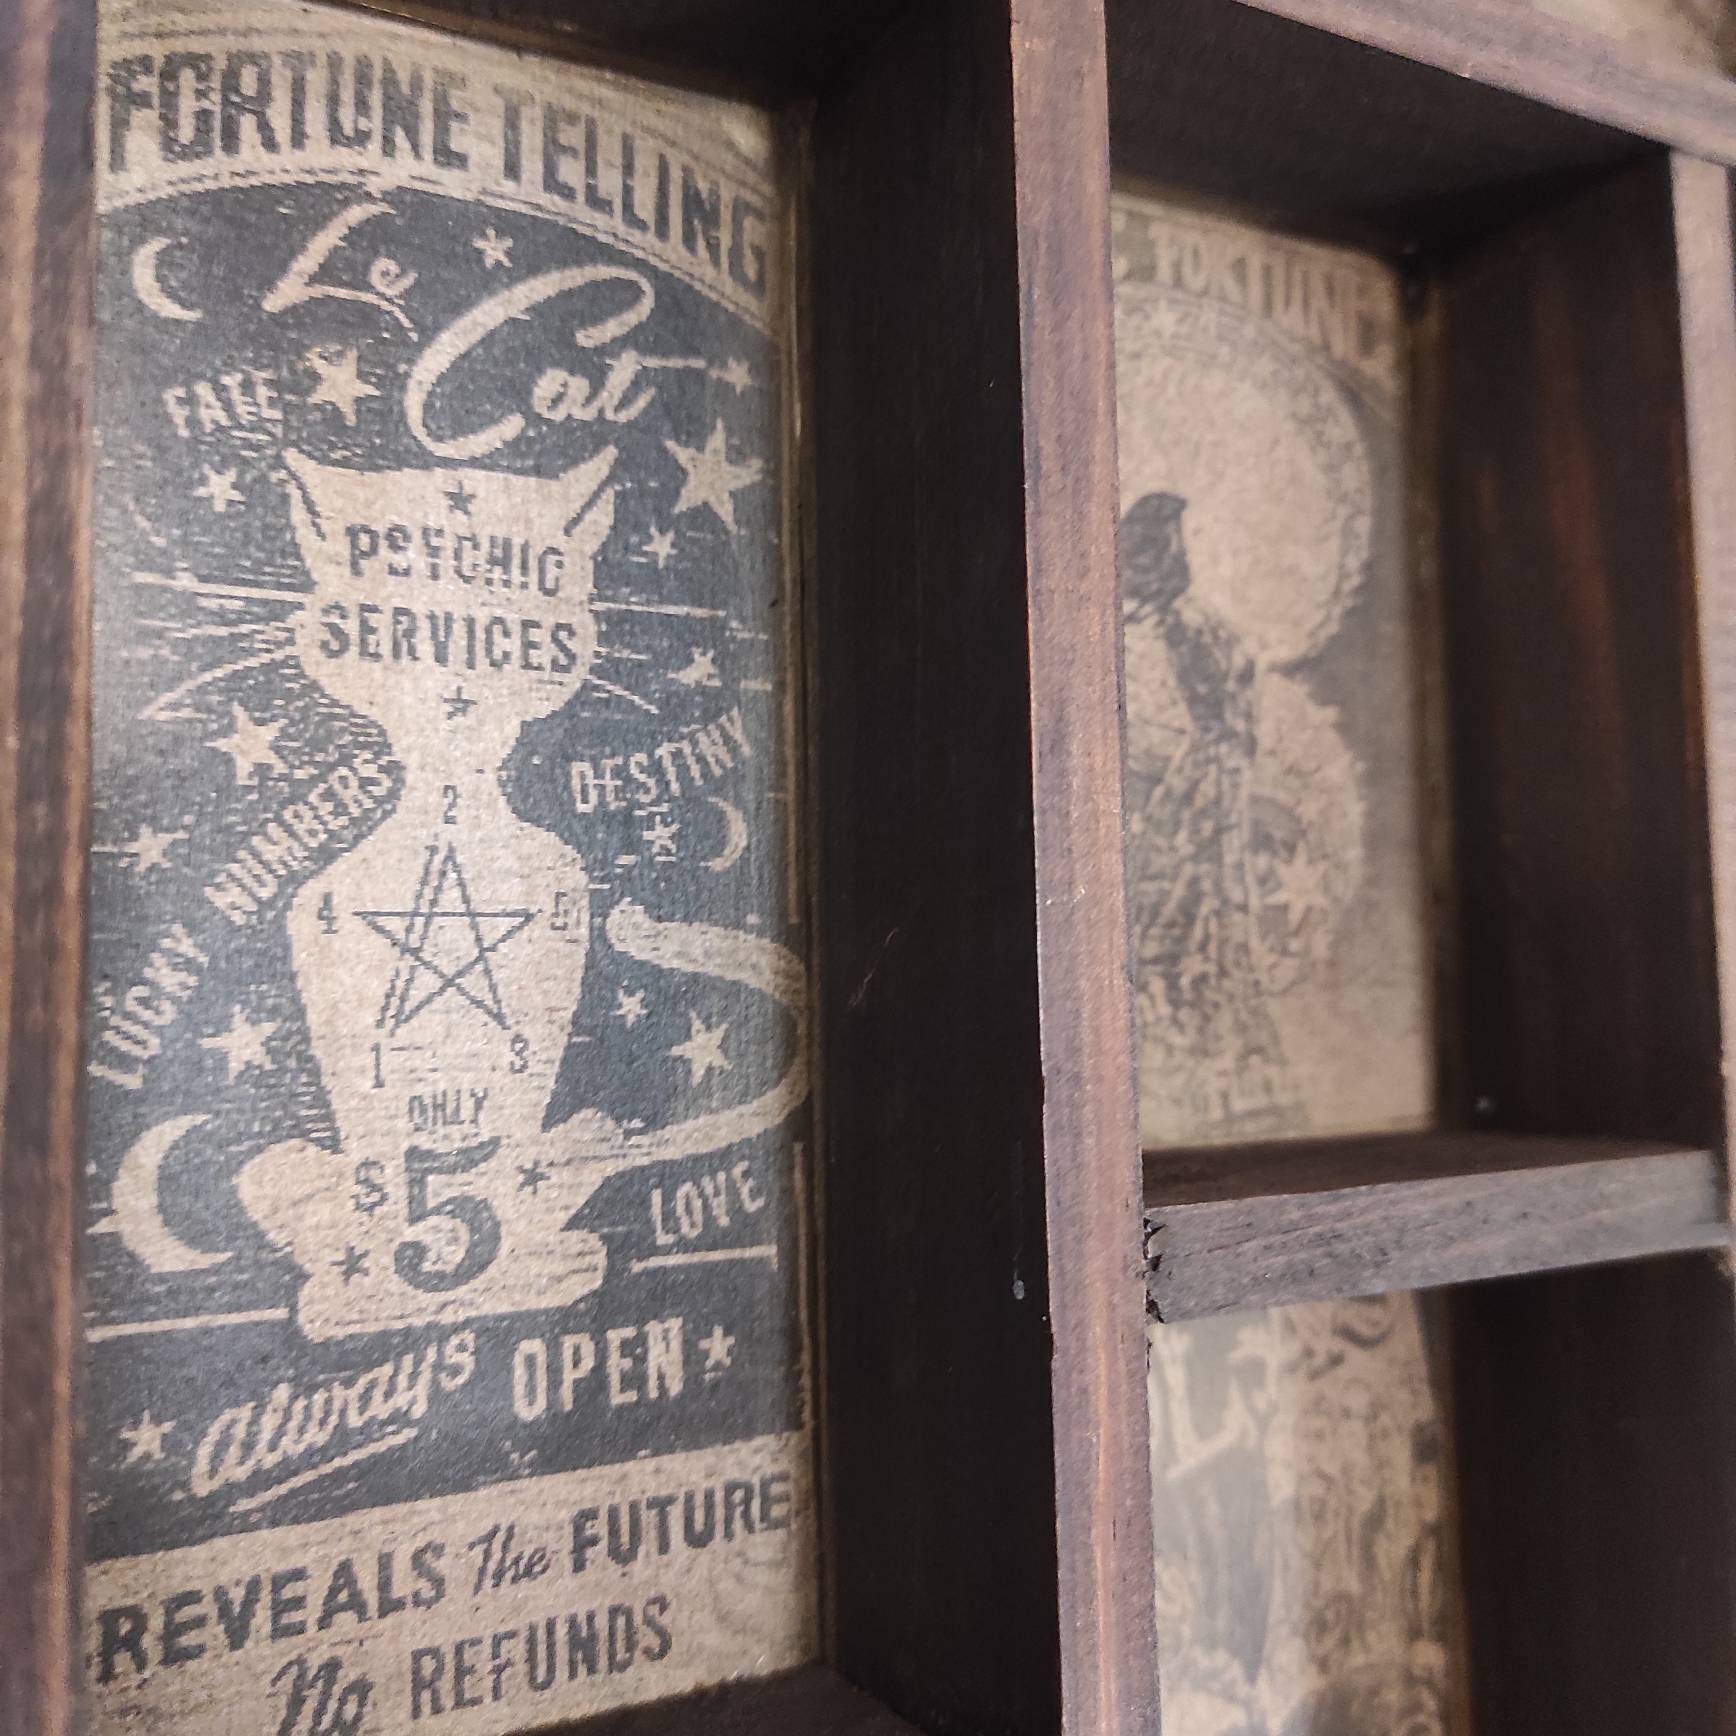 FORTUNE TELLING
Le Cat
FATE
PSYCHIC
SERVICES
DESTINY
LUCKY NUMBERS
2
4 5
1 3
ONLY
$5
LOVE
always OPEN
REVEALS The FUTURE
No REFUNDS
FORTUNE